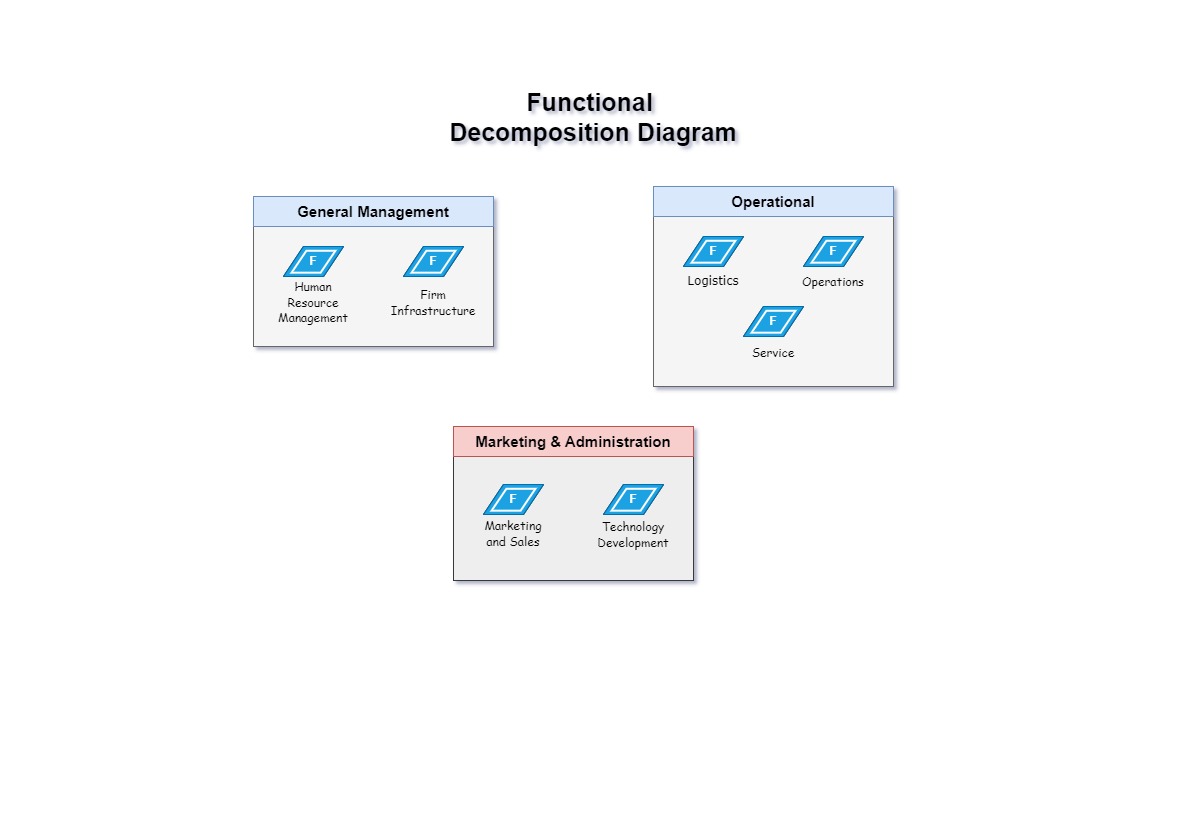 Functional
Decomposition Diagram
General Management
F
Human
Resource
Management
F
Firm
Infrastructure
Operational
F
Logistics
F
Operations
F
Service
Marketing & Administration
F
Marketing
and Sales
F
Technology
Development